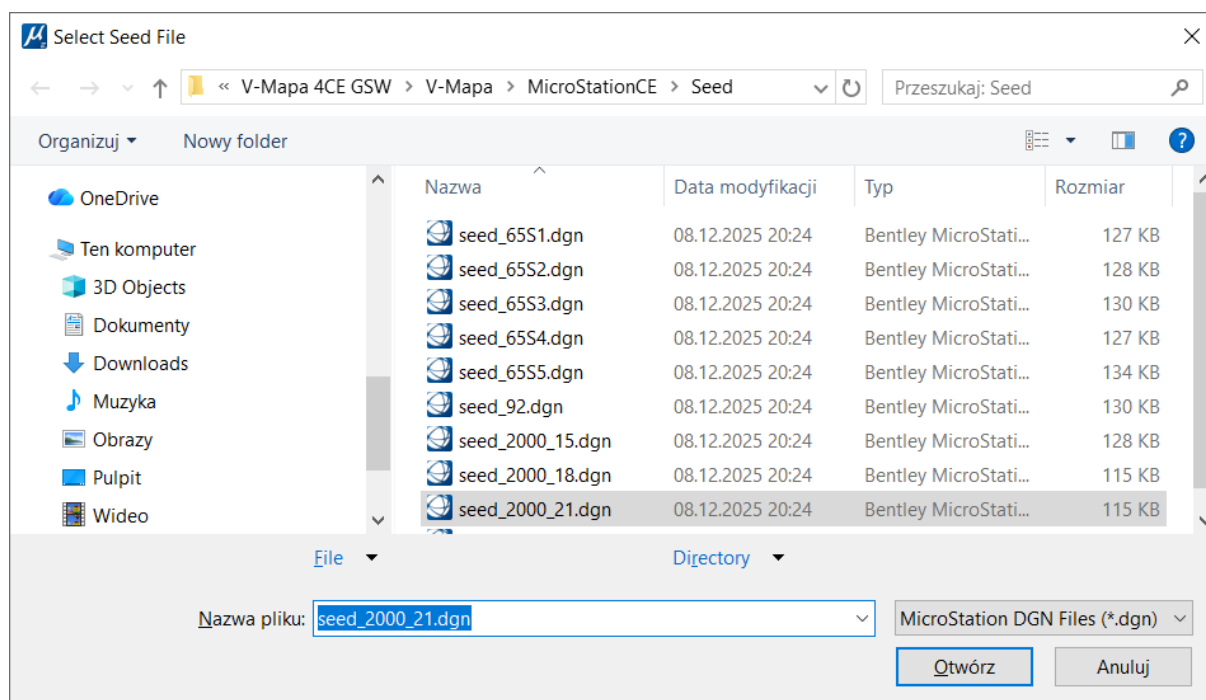 Select Seed File
« V-Mapa 4CE GSW > V-Mapa > MicroStationCE > Seed
Przeszukaj: Seed
Organizuj
Nowy folder
OneDrive
Ten komputer
3D Objects
Dokumenty
Downloads
Muzyka
Obrazy
Pulpit
Wideo
Nazwa Data modyfikacji Typ Rozmiar
seed_65S1.dgn 08.12.2025 20:24 Bentley MicroStati... 127 KB
seed_65S2.dgn 08.12.2025 20:24 Bentley MicroStati... 128 KB
seed_65S3.dgn 08.12.2025 20:24 Bentley MicroStati... 130 KB
seed_65S4.dgn 08.12.2025 20:24 Bentley MicroStati... 127 KB
seed_65S5.dgn 08.12.2025 20:24 Bentley MicroStati... 134 KB
seed_92.dgn 08.12.2025 20:24 Bentley MicroStati... 130 KB
seed_2000_15.dgn 08.12.2025 20:24 Bentley MicroStati... 128 KB
seed_2000_18.dgn 08.12.2025 20:24 Bentley MicroStati... 115 KB
seed_2000_21.dgn 08.12.2025 20:24 Bentley MicroStati... 115 KB
File Directory
Nazwa pliku: seed_2000_21.dgn MicroStation DGN Files (*.dgn)
Otwórz Anuluj